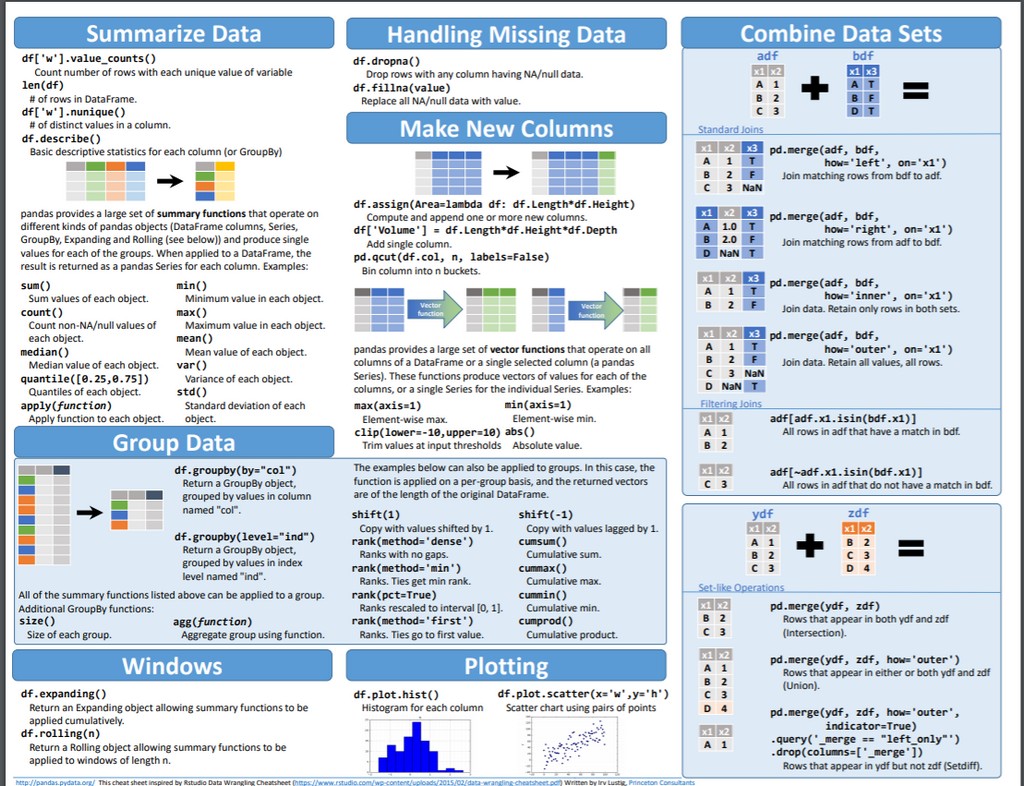 Summarize Data
df['w'].value_counts()
Count number of rows with each unique value of variable
len(df)
# of rows in DataFrame.
df['w'].nunique()
# of distinct values in a column.
df.describe()
Basic descriptive statistics for each column (or GroupBy)
pandas provides a large set of summary functions that operate on
different kinds of pandas objects (DataFrame columns, Series,
GroupBy, Expanding and Rolling (see below)) and produce single
values for each of the groups. When applied to a DataFrame, the
result is returned as a pandas Series for each column. Examples:
sum()
Sum values of each object.
count()
Count non-NA/null values of
each object.
median()
Median value of each object.
quantile([0.25,0.75])
Quantiles of each object.
apply(function)
Apply function to each object.
min()
Minimum value in each object.
max()
Maximum value in each object.
mean()
Mean value of each object.
var()
Variance of each object.
std()
Standard deviation of each
object.
Group Data
df.groupby(by="col")
Return a GroupBy object,
grouped by values in column
named "col".
df.groupby(level="ind")
Return a GroupBy object,
grouped by values in index
level named "ind".
All of the summary functions listed above can be applied to a group.
Additional GroupBy functions:
size()
Size of each group.
agg(function)
Aggregate group using function.
Windows
df.expanding()
Return an Expanding object allowing summary functions to be
applied cumulatively.
df.rolling(n)
Return a Rolling object allowing summary functions to be
applied to windows of length n.
Handling Missing Data
df.dropna()
Drop rows with any column having NA/null data.
df.fillna(value)
Replace all NA/null data with value.
Make New Columns
df.assign(Area=lambda df: df.Length*df.Height)
Compute and append one or more new columns.
df['Volume'] = df.Length*df.Height*df.Depth
Add single column.
pd.qcut(df.col, n, labels=False)
Bin column into n buckets.
Vector
function
Vector
function
pandas provides a large set of vector functions that operate on all
columns of a DataFrame or a single selected column (a pandas
Series). These functions produce vectors of values for each of the
columns, or a single Series for the individual Series. Examples:
max(axis=1)
Element-wise max.
clip(lower=-10,upper=10)
Trim values at input thresholds
min(axis=1)
Element-wise min.
abs()
Absolute value.
The examples below can also be applied to groups. In this case, the
function is applied on a per-group basis, and the returned vectors
are of the length of the original DataFrame.
shift(1)
Copy with values shifted by 1.
rank(method='dense')
Ranks with no gaps.
rank(method='min')
Ranks. Ties get min rank.
rank(pct=True)
Ranks rescaled to interval [0, 1].
rank(method='first')
Ranks. Ties go to first value.
shift(-1)
Copy with values lagged by 1.
cumsum()
Cumulative sum.
cummax()
Cumulative max.
cummin()
Cumulative min.
cumprod()
Cumulative product.
Plotting
df.plot.hist()
Histogram for each column
df.plot.scatter(x='w',y='h')
Scatter chart using pairs of points
Combine Data Sets
adf bdf
x1 x2 x1 x3
A 1 A T
B 2 B F
C 3 D T
Standard Joins
x1 x2 x3
A 1 T
B 2 F
C 3 NaN
pd.merge(adf, bdf,
how='left', on='x1')
Join matching rows from bdf to adf.
x1 x2 x3
A 1.0 T
B 2.0 F
D NaN T
pd.merge(adf, bdf,
how='right', on='x1')
Join matching rows from adf to bdf.
x1 x2 x3
A 1 T
B 2 F
pd.merge(adf, bdf,
how='inner', on='x1')
Join data. Retain only rows in both sets.
x1 x2 x3
A 1 T
B 2 F
C 3 NaN
D NaN T
pd.merge(adf, bdf,
how='outer', on='x1')
Join data. Retain all values, all rows.
Filtering Joins
x1 x2
A 1
B 2
adf[adf.x1.isin(bdf.x1)]
All rows in adf that have a match in bdf.
x1 x2
C 3
adf[~adf.x1.isin(bdf.x1)]
All rows in adf that do not have a match in bdf.
ydf zdf
x1 x2 x1 x2
A 1 B 2
B 2 C 3
C 3 D 4
Set-like Operations
x1 x2
B 2
C 3
pd.merge(ydf, zdf)
Rows that appear in both ydf and zdf
(Intersection).
x1 x2
A 1
B 2
C 3
D 4
pd.merge(ydf, zdf, how='outer')
Rows that appear in either or both ydf and zdf
(Union).
x1 x2
A 1
pd.merge(ydf, zdf, how='outer',
indicator=True)
.query('_merge == "left_only"')
.drop(columns=['_merge'])
Rows that appear in ydf but not zdf (Setdiff).
http://pandas.pydata.org/ This cheat sheet inspired by Rstudio Data Wrangling Cheatsheet (https://www.rstudio.com/wp-content/uploads/2015/02/data-wrangling-cheatsheet.pdf) Written by Irv Lustig, Princeton Consultants